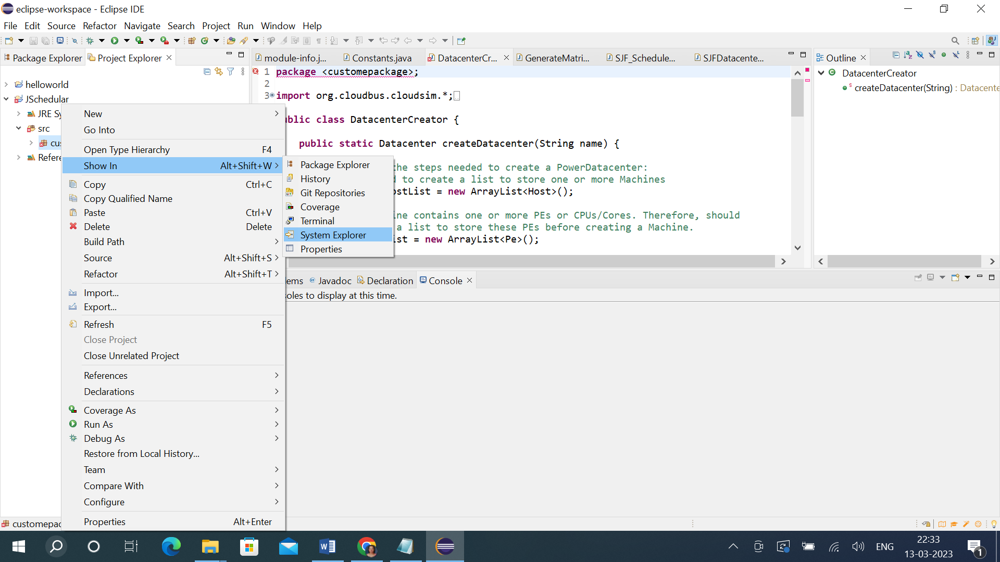 eclipse-workspace - Eclipse IDE
File Edit Source Refactor Navigate Search Project Run Window Help
Package Explorer
Project Explorer
module-info.j...
Constants.java
DatacenterCr...
GenerateMatri...
SJF_Schedule...
SJFDatacente...
Outline
helloworld
JSchedular
JRE Sy
src
cus
Refere
1 package <customepackage>;
2
3 import org.cloudbus.cloudsim.*;
ublic class DatacenterCreator {
public static Datacenter createDatacenter(String name) {
the steps needed to create a PowerDatacenter:
d to create a list to store one or more Machines
ostList = new ArrayList<Host>();
ine contains one or more PEs or CPUs/Cores. Therefore, should
a list to store these PEs before creating a Machine.
ist = new ArrayList<Pe>();
DatacenterCreator
createDatacenter(String) : Datacente
New
Go Into
Open Type Hierarchy F4
Show In Alt+Shift+W
Copy Ctrl+C
Copy Qualified Name
Paste Ctrl+V
Delete Delete
Build Path
Source Alt+Shift+S
Refactor Alt+Shift+T
Import...
Export...
Refresh F5
Close Project
Close Unrelated Project
References
Declarations
Coverage As
Run As
Debug As
Restore from Local History...
Team
Compare With
Configure
Properties Alt+Enter
Package Explorer
History
Git Repositories
Coverage
Terminal
System Explorer
Properties
ems
Javadoc
Declaration
Console
soles to display at this time.
customepac
ENG
22:33
13-03-2023
1